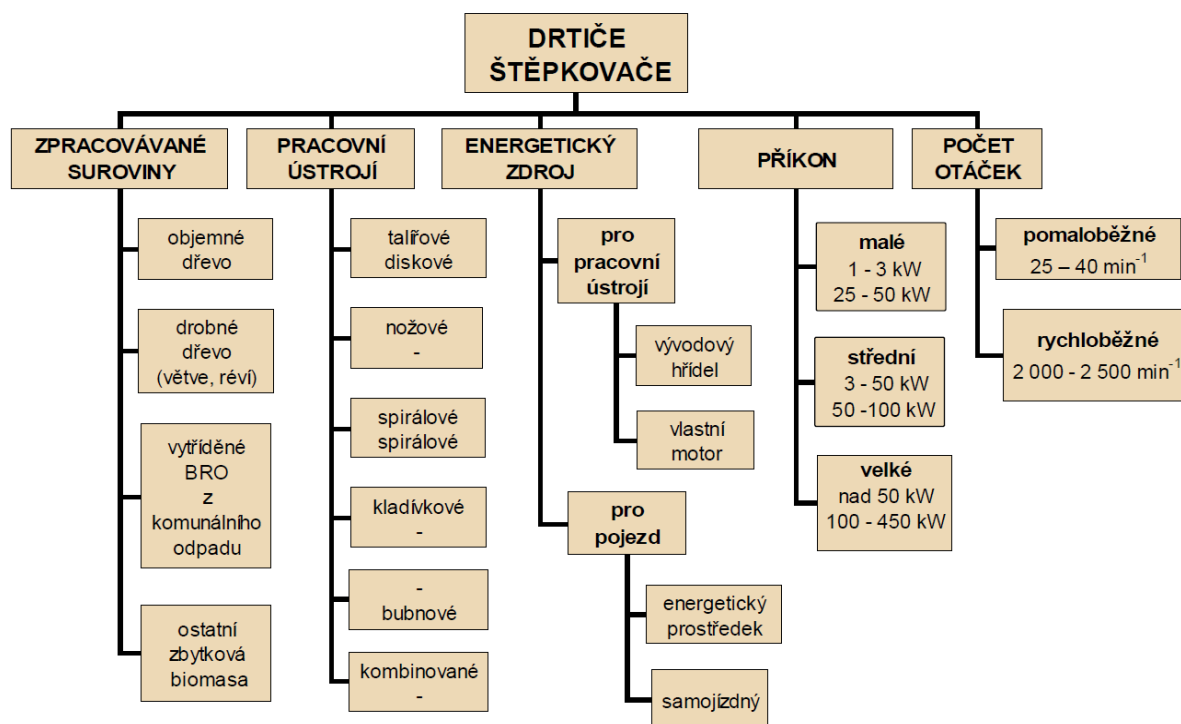 DRTIČE
ŠTĚPKOVAČE
ZPRACOVÁVANÉ
SUROVINY
objemné
dřevo
drobné
dřevo
(větve, réví)
vytříděné
BRO
z
komunálního
odpadu
ostatní
zbytková
biomasa
PRACOVNÍ
ÚSTROJÍ
talířové
diskové
nožové
-
spirálové
spirálové
kladívkové
-
-
bubnové
kombinované
-
ENERGETICKÝ
ZDROJ
pro
pracovní
ústrojí
vývodový
hřídel
vlastní
motor
pro
pojezd
energetický
prostředek
samojízdný
PŘÍKON
malé
1 - 3 kW
25 - 50 kW
střední
3 - 50 kW
50 -100 kW
velké
nad 50 kW
100 - 450 kW
POČET
OTÁČEK
pomaloběžné
25 – 40 min⁻¹
rychloběžné
2 000 - 2 500 min⁻¹